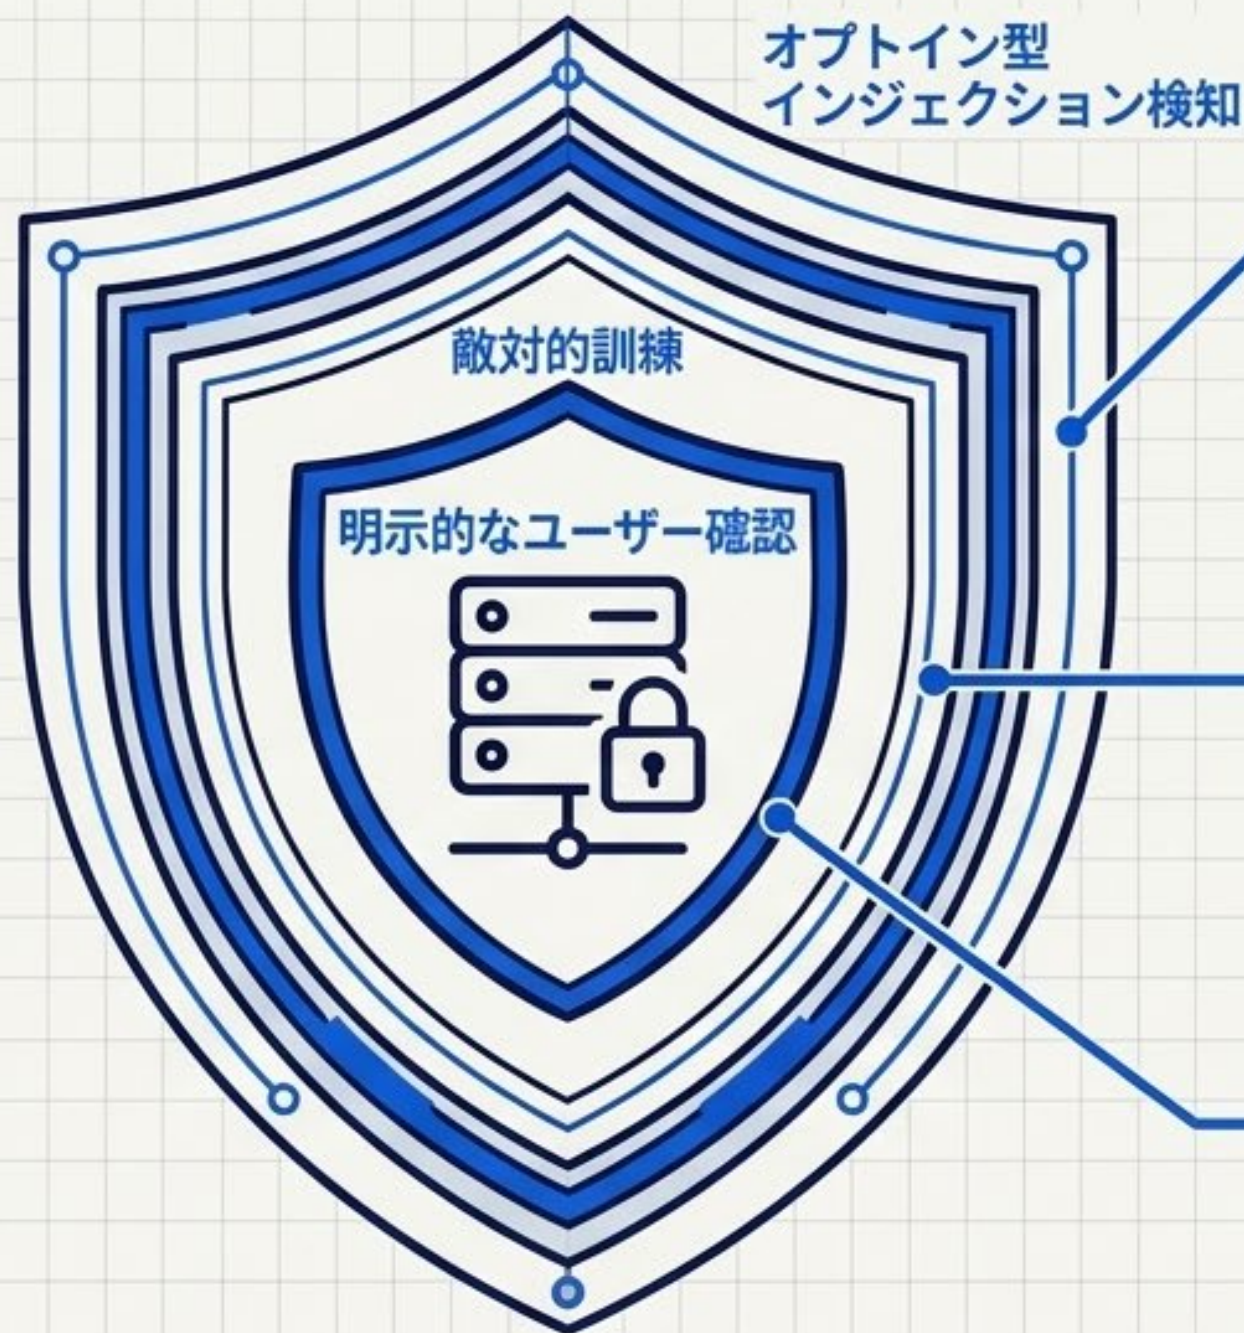 オプトイン型
インジェクション検知
敵対的訓練
明示的なユーザー確認